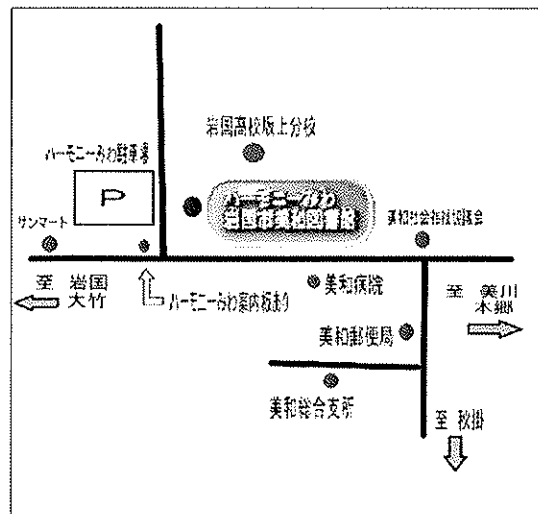 岩国高校坂上分校
ハーモニーみわ駐車場
P
ハーモニーみわ
岩国市美和図書館
サンマート
美和社会福祉協議会
至 岩国
大竹
ハーモニーみわ案内板あり
美和病院
至 美川
本郷
美和郵便局
美和総合支所
至 秋掛